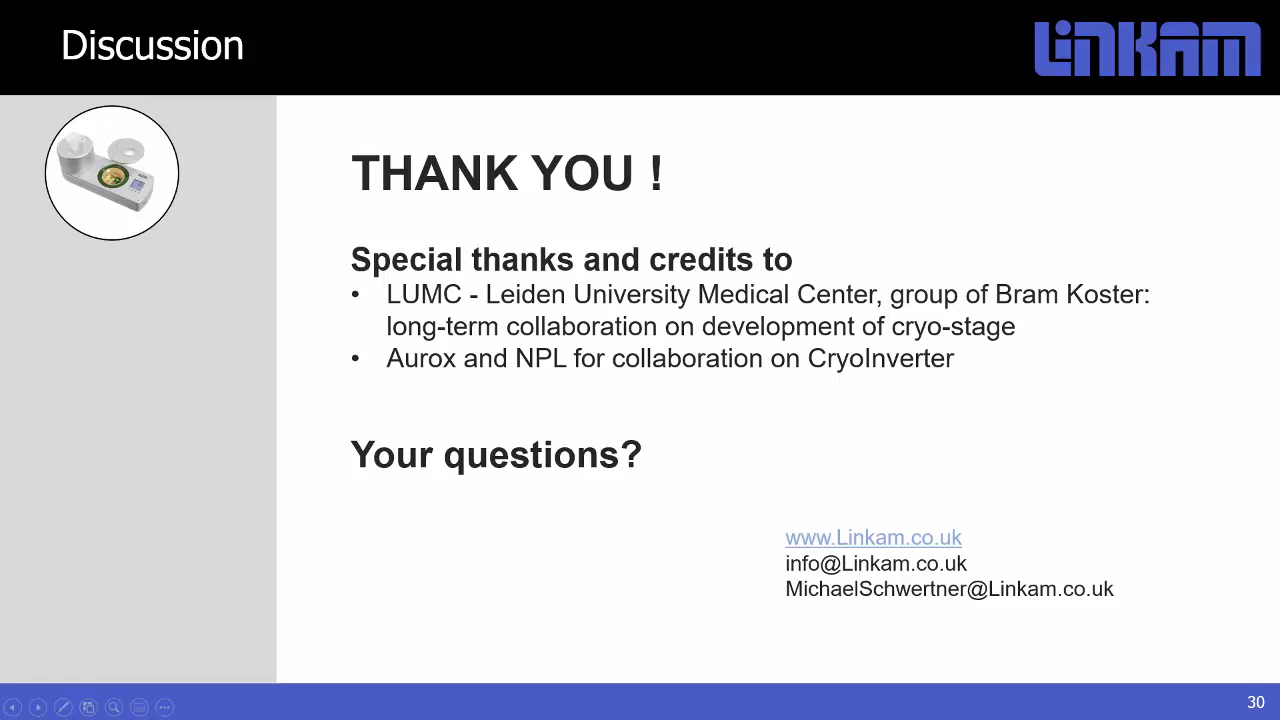 Discussion
LINKAM
THANK YOU !
Special thanks and credits to
• LUMC - Leiden University Medical Center, group of Bram Koster:
long-term collaboration on development of cryo-stage
• Aurox and NPL for collaboration on CryoInverter
Your questions?
www.Linkam.co.uk
info@Linkam.co.uk
MichaelSchwertner@Linkam.co.uk
30